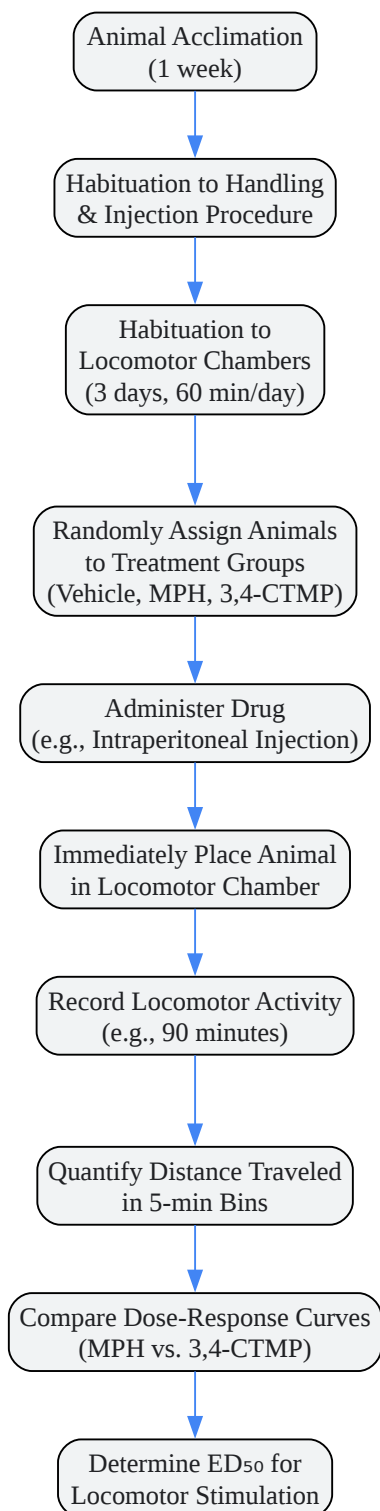 Animal Acclimation
(1 week)
Habituation to Handling
& Injection Procedure
Habituation to
Locomotor Chambers
(3 days, 60 min/day)
Randomly Assign Animals
to Treatment Groups
(Vehicle, MPH, 3,4-CTMP)
Administer Drug
(e.g., Intraperitoneal Injection)
Immediately Place Animal
in Locomotor Chamber
Record Locomotor Activity
(e.g., 90 minutes)
Quantify Distance Traveled
in 5-min Bins
Compare Dose-Response Curves
(MPH vs. 3,4-CTMP)
Determine ED₅₀ for
Locomotor Stimulation